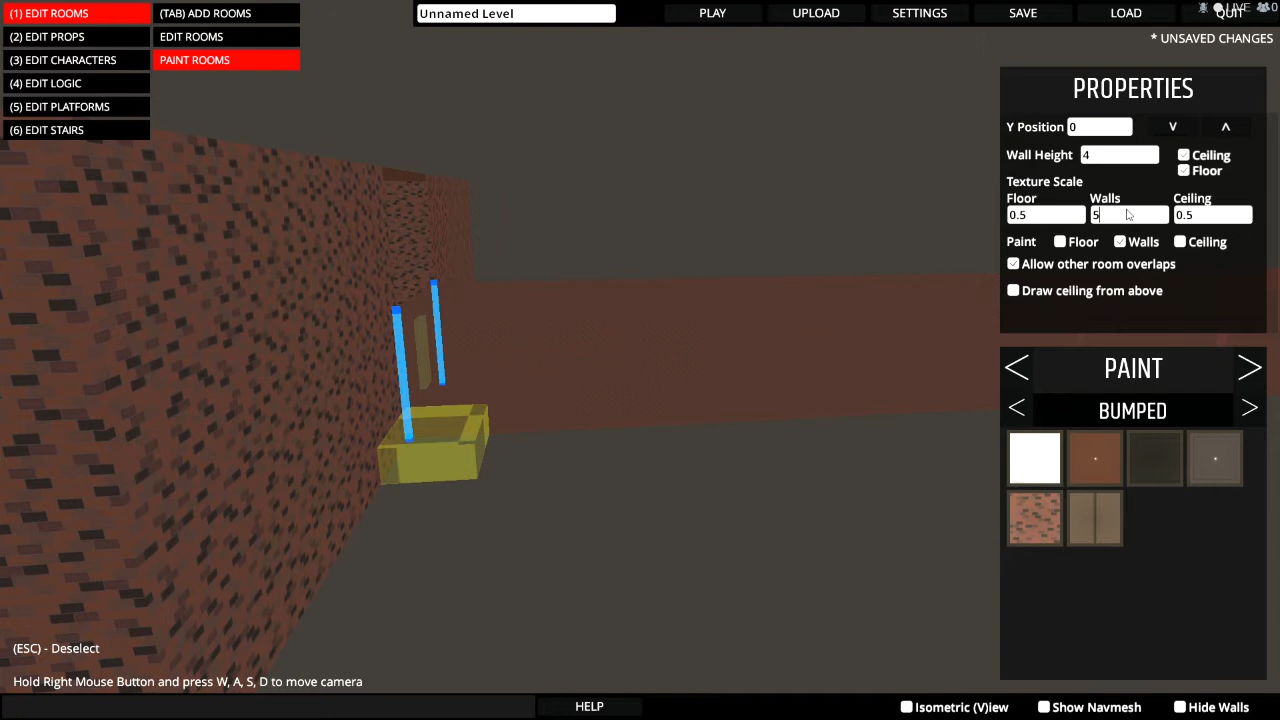 (1) EDIT ROOMS
(2) EDIT PROPS
(3) EDIT CHARACTERS
(4) EDIT LOGIC
(5) EDIT PLATFORMS
(6) EDIT STAIRS
(TAB) ADD ROOMS
EDIT ROOMS
PAINT ROOMS
Unnamed Level
PLAY UPLOAD SETTINGS SAVE LOAD QUIT
* UNSAVED CHANGES
PROPERTIES
Y Position 0 V Λ
Wall Height 4 Ceiling
Floor
Texture Scale
Floor Walls Ceiling
0.5 5 0.5
Paint Floor Walls Ceiling
Allow other room overlaps
Draw ceiling from above
< PAINT >
< BUMPED >
(ESC) - Deselect
Hold Right Mouse Button and press W, A, S, D to move camera
HELP
Isometric (V)iew Show Navmesh Hide Walls